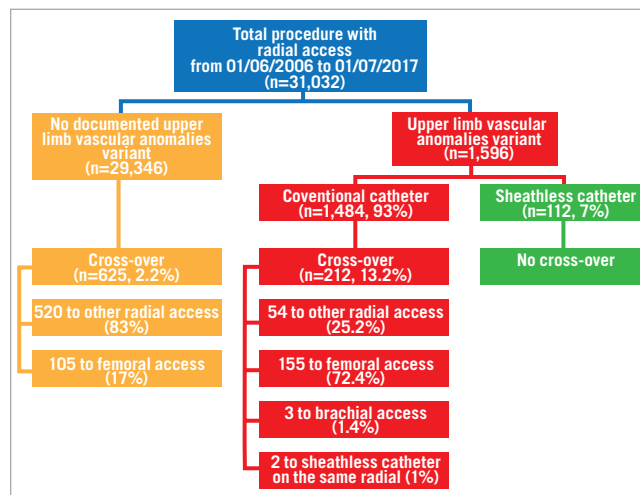 Total procedure with
radial access
from 01/06/2006 to 01/07/2017
(n=31,032)
No documented upper
limb vascular anomalies
variant
(n=29,346)
Upper limb vascular
anomalies variant
(n=1,596)
Coventional catheter
(n=1,484, 93%)
Sheathless catheter
(n=112, 7%)
Cross-over
(n=625, 2.2%)
Cross-over
(n=212, 13.2%)
No cross-over
520 to other radial access
(83%)
54 to other radial access
(25.2%)
105 to femoral access
(17%)
155 to femoral access
(72.4%)
3 to brachial access
(1.4%)
2 to sheathless catheter
on the same radial (1%)